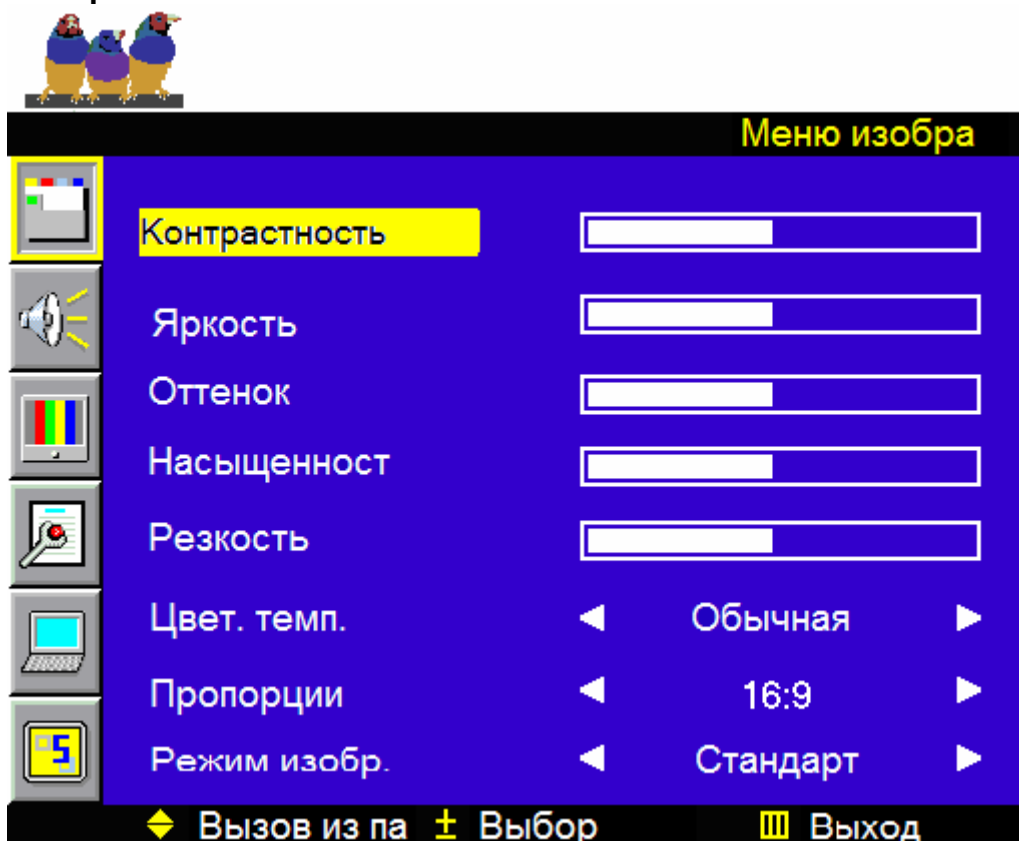 Меню изобра
Контрастность
Яркость
Оттенок
Насыщенност
Резкость
Цвет. темп. ◀ Обычная ▶
Пропорции ◀ 16:9 ▶
Режим изобр. ◀ Стандарт ▶
Вызов из па ± Выбор Выход